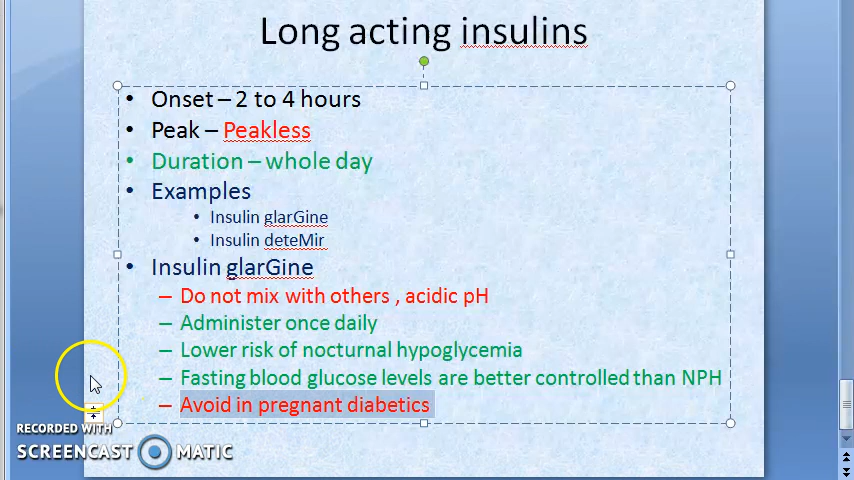 Long acting insulins
• Onset – 2 to 4 hours
• Peak – Peakless
• Duration – whole day
• Examples
• Insulin glarGine
• Insulin deteMir
• Insulin glarGine
– Do not mix with others , acidic pH
– Administer once daily
– Lower risk of nocturnal hypoglycemia
– Fasting blood glucose levels are better controlled than NPH
– Avoid in pregnant diabetics
RECORDED WITH
SCREENCAST MATIC